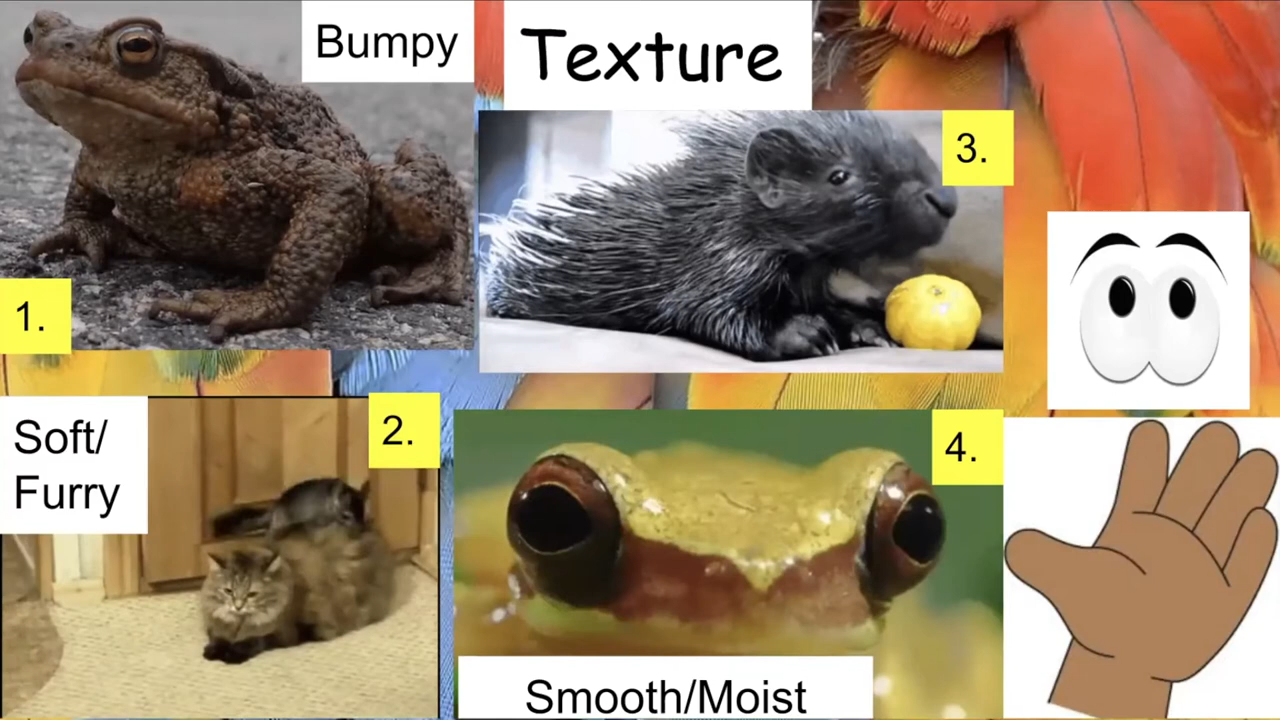 Bumpy
Texture
3.
1.
Soft/
Furry
2.
4.
Smooth/Moist